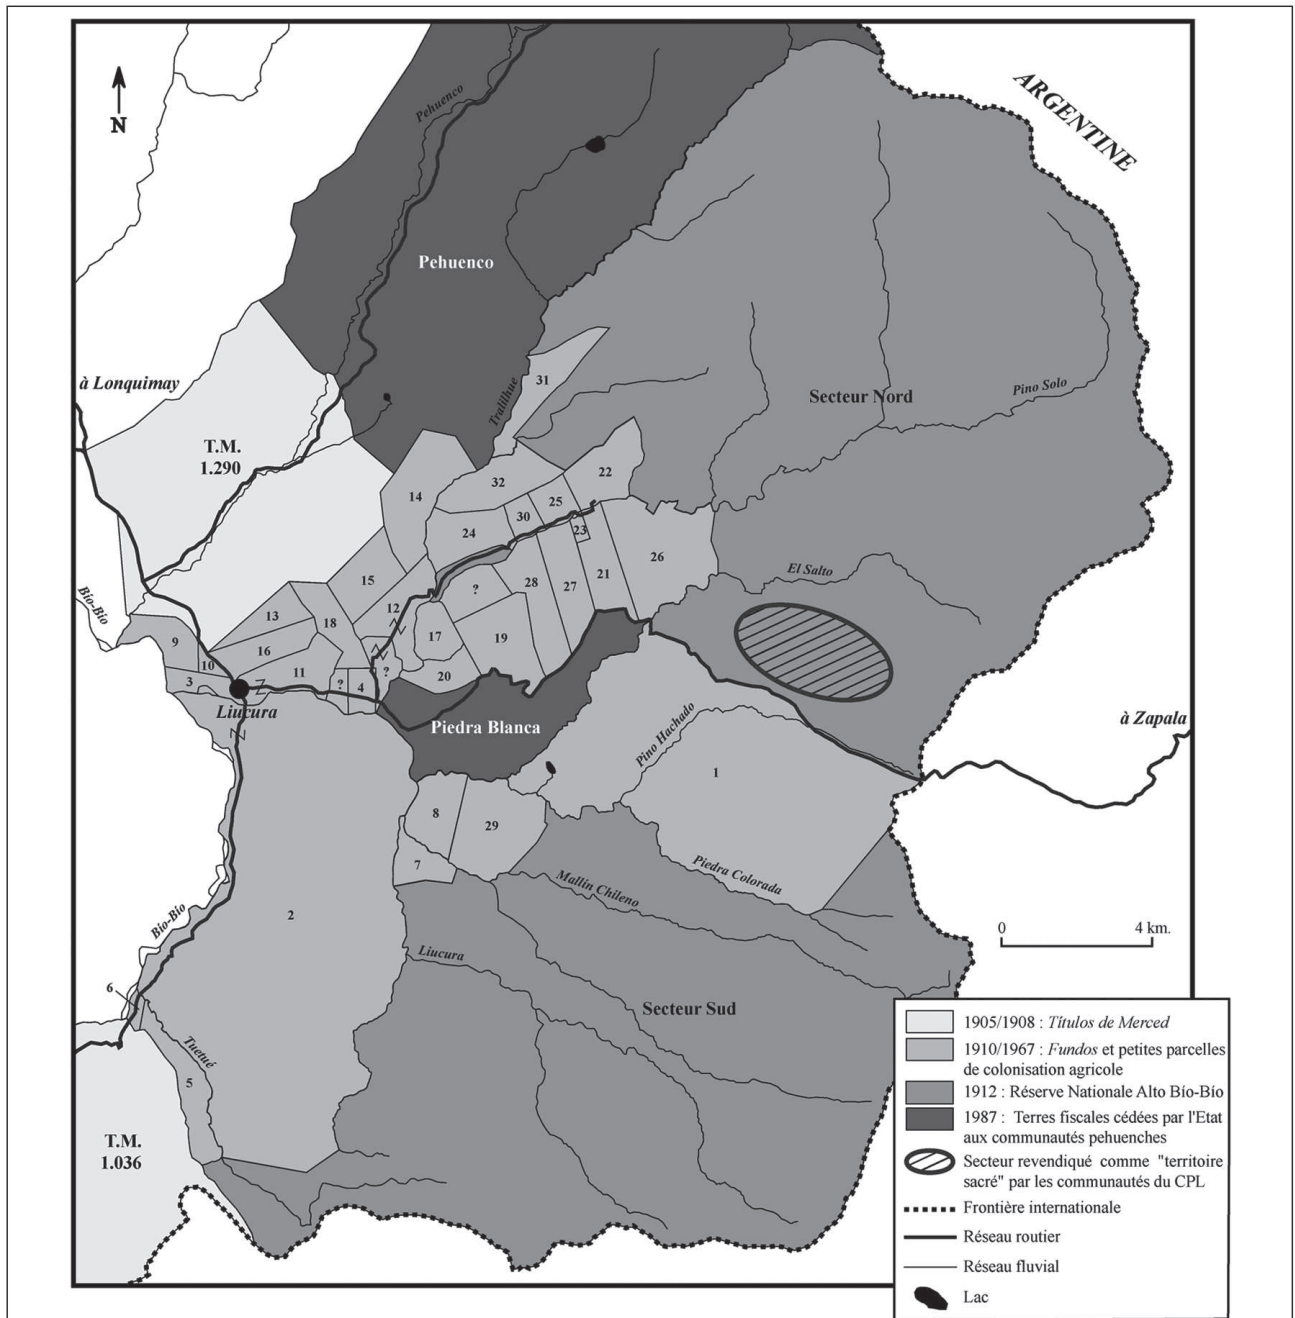 N
ARGENTINE
Pehuenco
Pehuenco
à Lonquimay
T.M.
1.290
Tralilhue
31
Secteur Nord
Pino Solo
22
32
14
25
30
24
23
26
El Salto
15
?
28
27
21
12
13
18
17
19
Bío-Bío
9
16
10
11
?
20
3
?
4
Liucura
Piedra Blanca
Pino Hachado
à Zapala
1
8
29
7
Piedra Colorada
Mallín Chileno
2
Bío-Bío
Liucura
0
4 km.
6
Secteur Sud
Tuetué
5
T.M.
1.036
1905/1908 : Títulos de Merced
1910/1967 : Fundos et petites parcelles
de colonisation agricole
1912 : Réserve Nationale Alto Bío-Bío
1987 : Terres fiscales cédées par l'Etat
aux communautés pehuenches
Secteur revendiqué comme "territoire
sacré" par les communautés du CPL
Frontière internationale
Réseau routier
Réseau fluvial
Lac